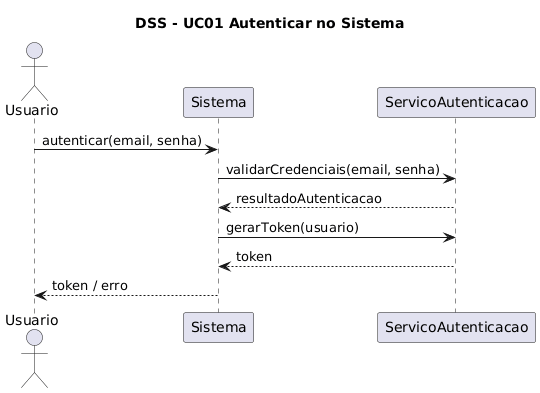 DSS - UC01 Autenticar no Sistema
Usuario
Sistema
ServicoAutenticacao
autenticar(email, senha)
validarCredenciais(email, senha)
resultadoAutenticacao
gerarToken(usuario)
token
token / erro
Usuario
Sistema
ServicoAutenticacao